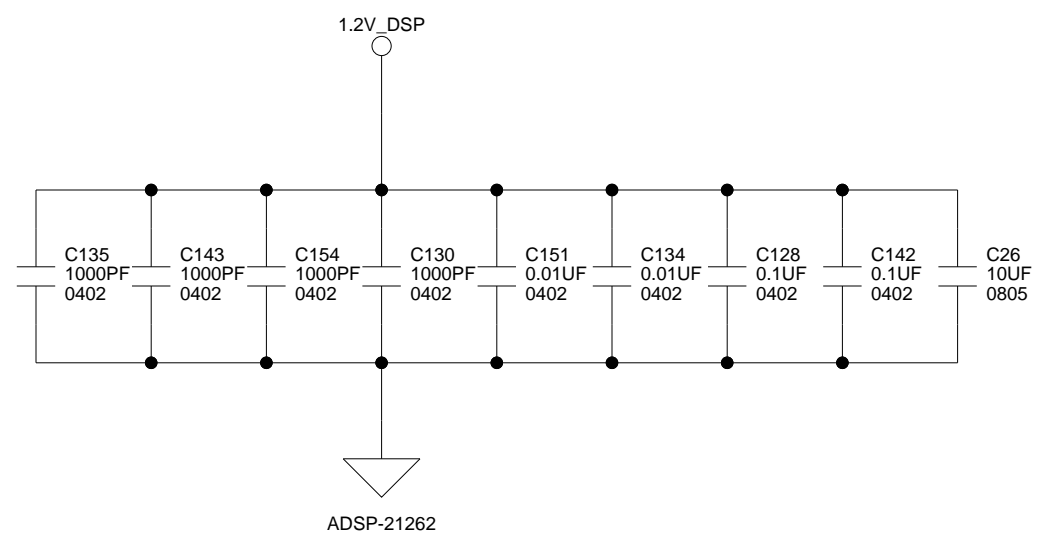 1.2V_DSP
C135
1000PF
0402
C143
1000PF
0402
C154
1000PF
0402
C130
1000PF
0402
C151
0.01UF
0402
C134
0.01UF
0402
C128
0.1UF
0402
C142
0.1UF
0402
C26
10UF
0805
ADSP-21262